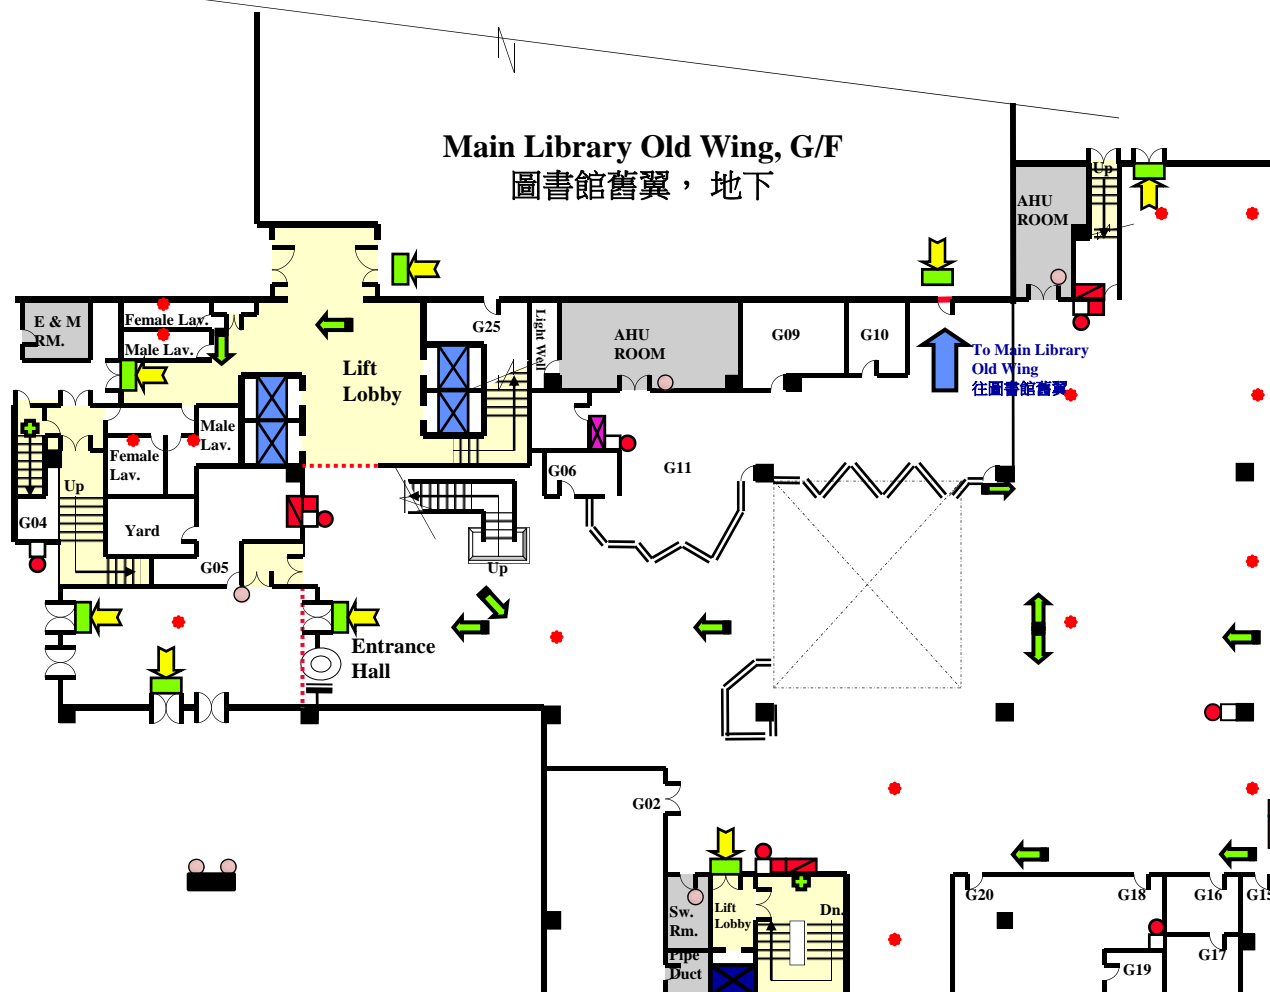 Main Library Old Wing, G/F
圖書館舊翼， 地下
Up
AHU
ROOM
E & M
RM.
Female Lav.
Male Lav.
G25
Light Well
AHU
ROOM
G09
G10
To Main Library
Old Wing
往圖書館舊翼
Lift
Lobby
Male
Lav.
Female
Lav.
Up
G04
Yard
G05
G06
G11
Up
Entrance
Hall
G02
G20
G18
G16
G15
Sw.
Rm.
Lift
Lobby
Dn.
Pipe
Duct
G17
G19